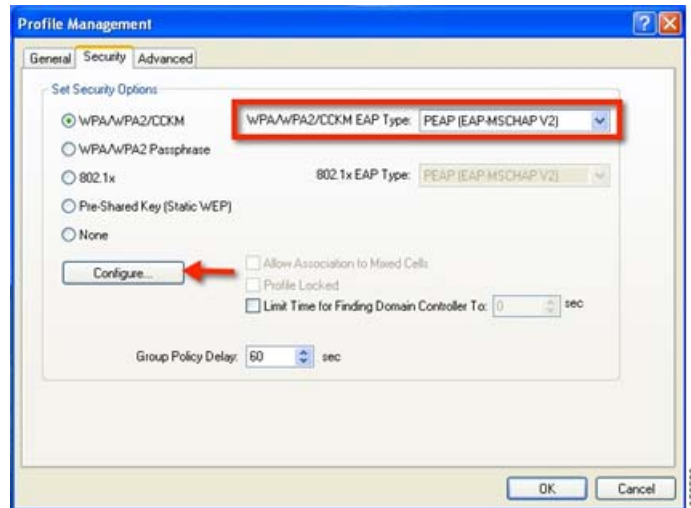 Profile Management
General Security Advanced
Set Security Options
WPA/WPA2/CCKM
WPA/WPA2/CCKM EAP Type: PEAP (EAP-MSCHAP V2)
WPA/WPA2 Passphrase
802.1x
802.1x EAP Type: PEAP (EAP-MSCHAP V2)
Pre-Shared Key (Static WEP)
None
Configure...
Allow Association to Mixed Cells
Profile Locked
Limit Time for Finding Domain Controller To: 0 sec
Group Policy Delay: 60 sec
OK Cancel